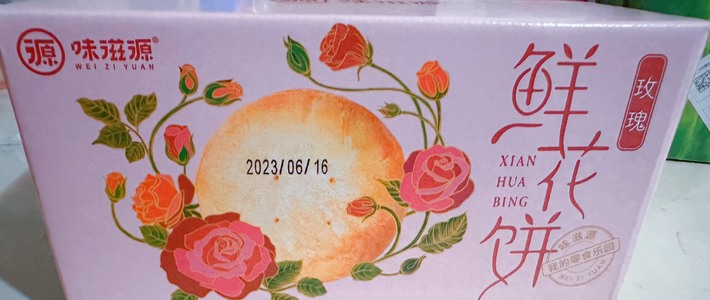 源 味滋源®
WEI ZI YUAN
2023/06/16
鲜花饼
XIAN
HUA
BING
玫瑰
味滋源
我的零食乐园
WEI ZI YUAN